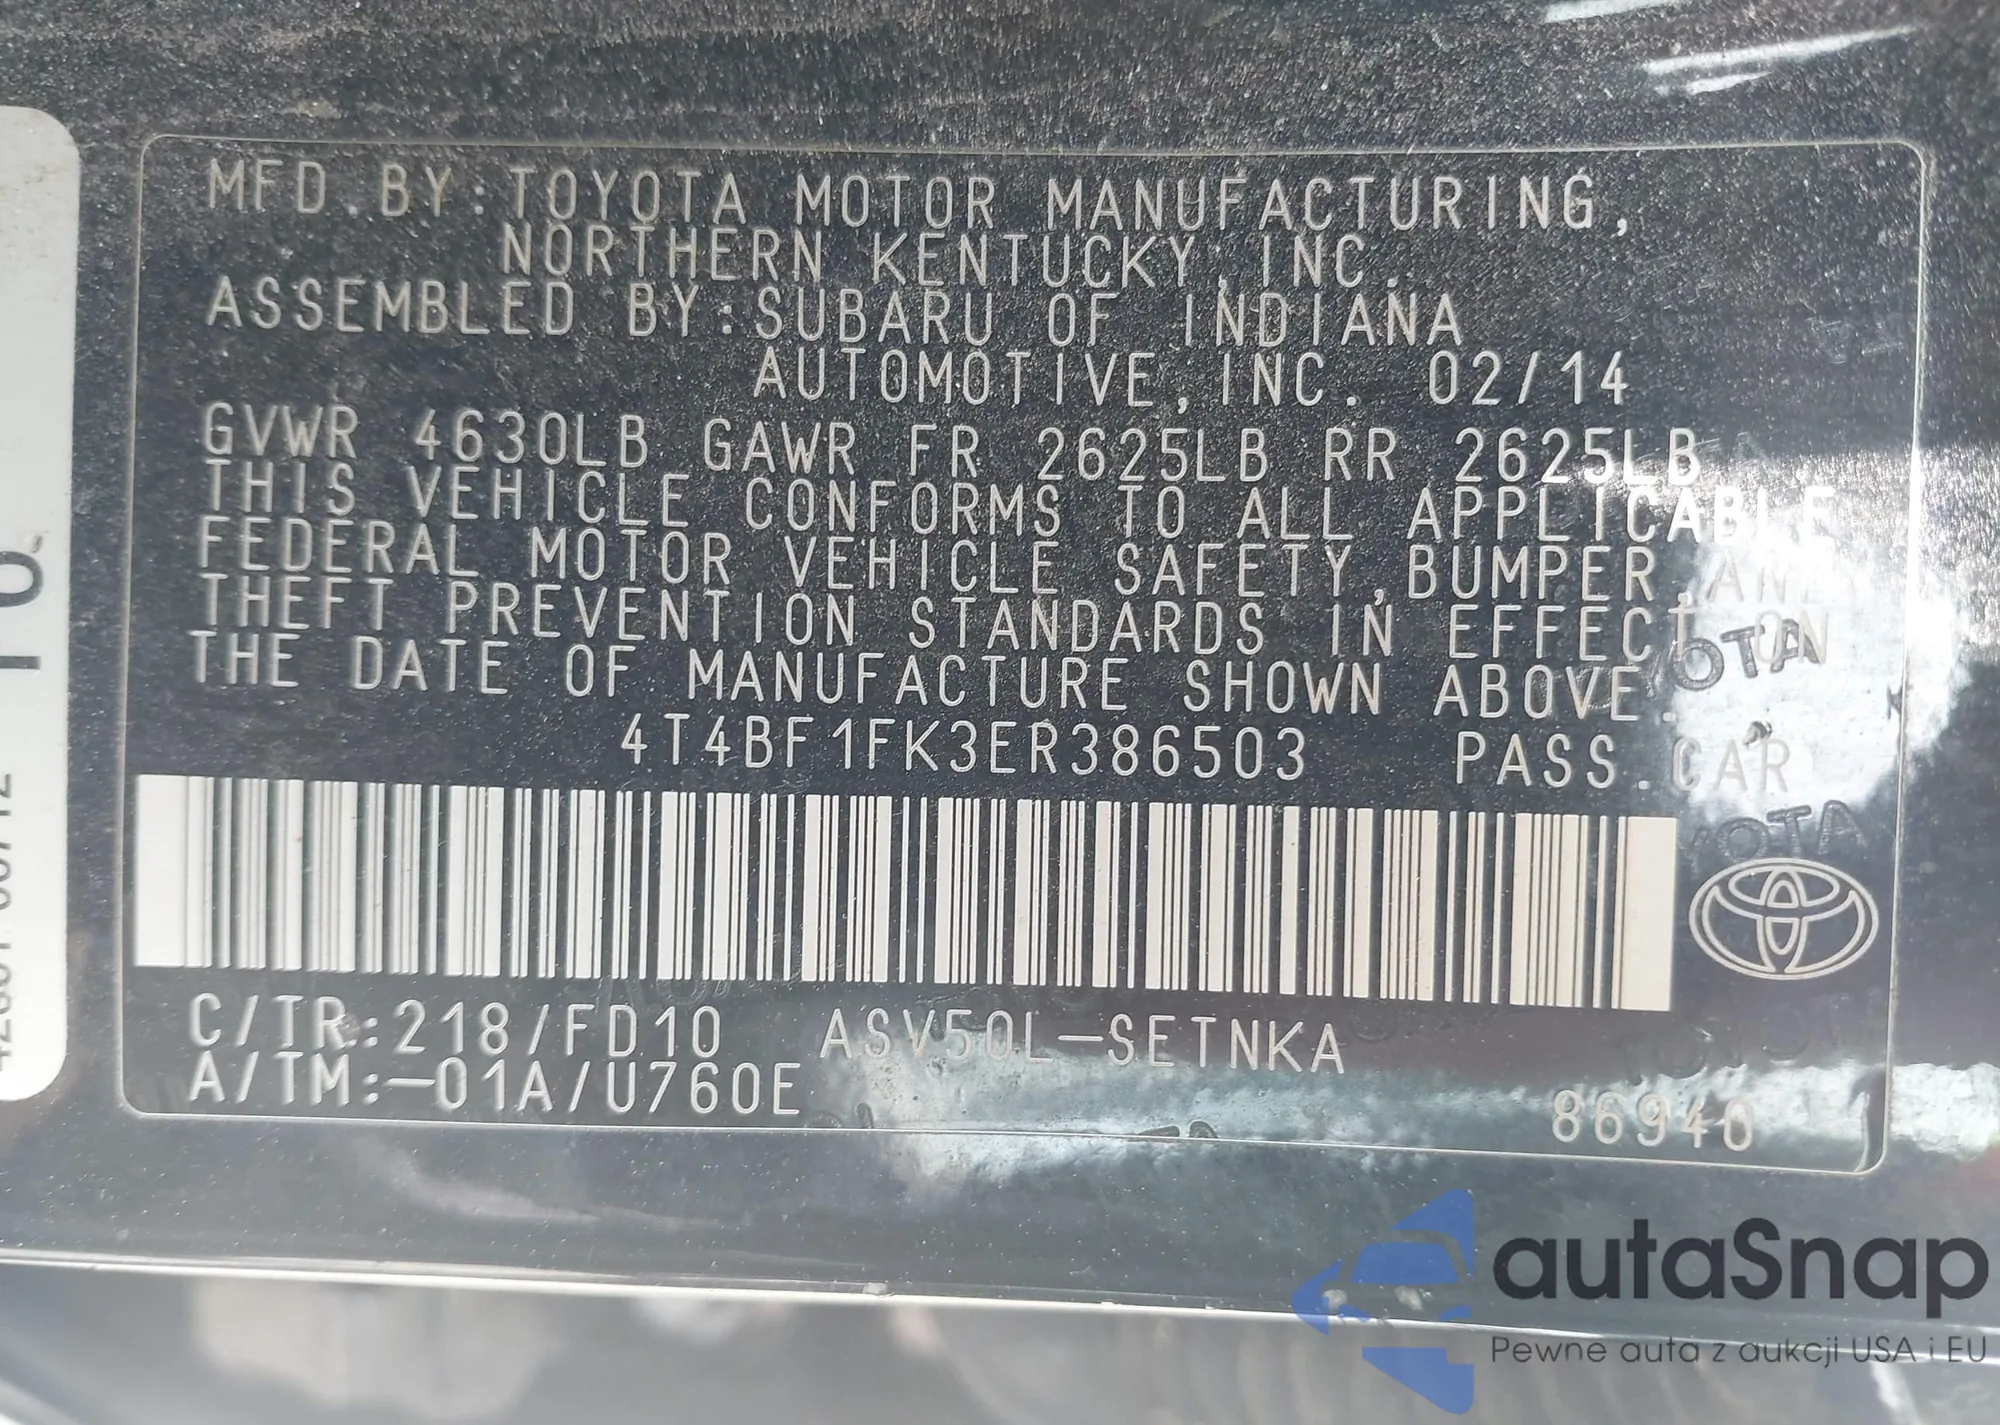 MFD.BY:TOYOTA MOTOR MANUFACTURING,
NORTHERN KENTUCKY,INC.
ASSEMBLED BY:SUBARU OF INDIANA
AUTOMOTIVE,INC. 02/14
GVWR 4630LB GAWR FR 2625LB RR 2625LB
THIS VEHICLE CONFORMS TO ALL APPLICABLE
FEDERAL MOTOR VEHICLE SAFETY,BUMPER,AND
THEFT PREVENTION STANDARDS IN EFFECT ON
THE DATE OF MANUFACTURE SHOWN ABOVE.
4T4BF1FK3ER386503 PASS.CAR
C/TR:218/FD10 ASV50L-SETNKA
A/TM:-01A/U760E
86940
autaSnap
Pewne auta z aukcji USA i EU